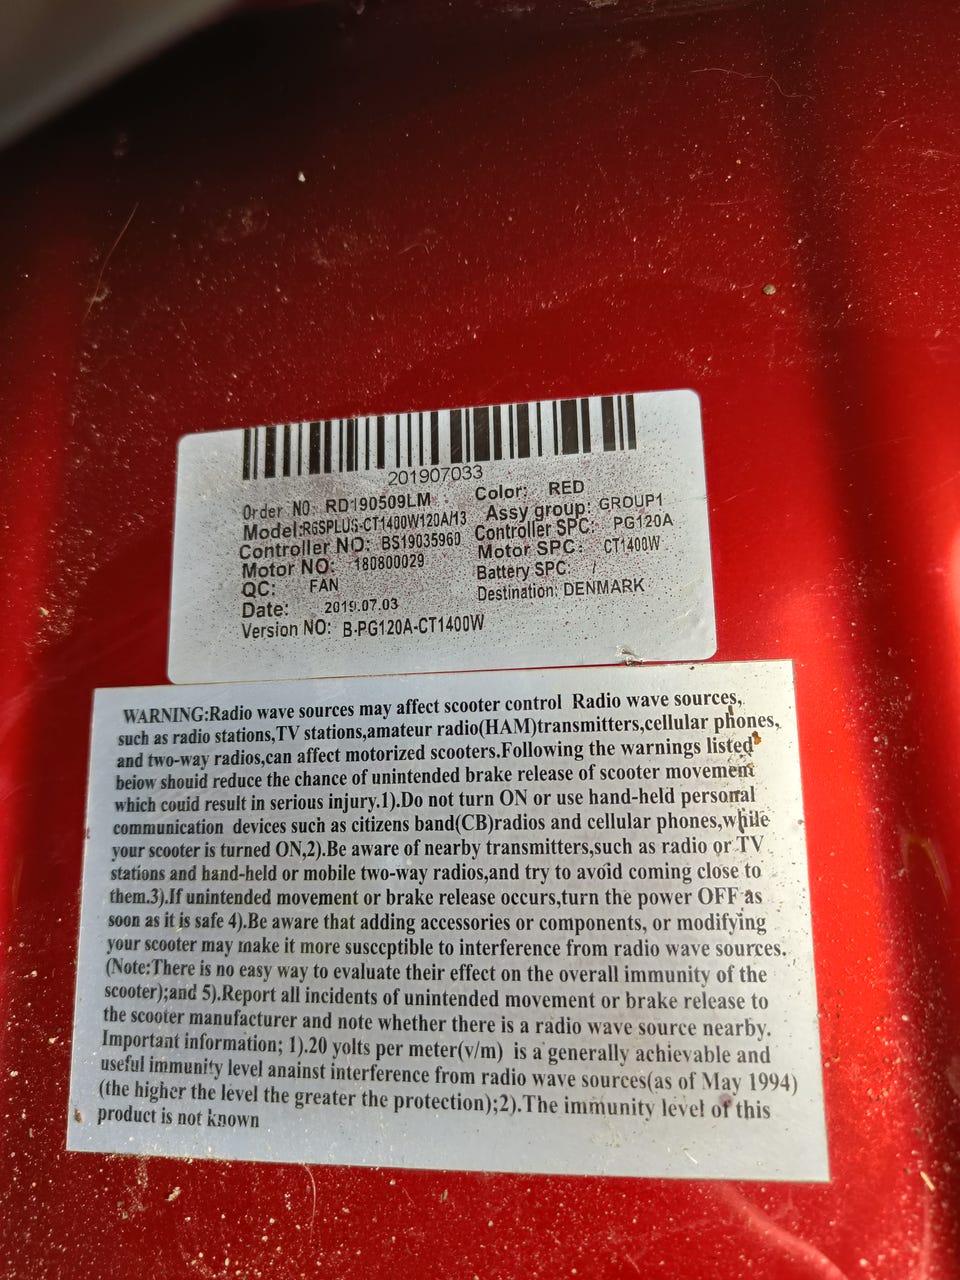 201907033
Order NO. RD190509LM Color: RED
Model:R6SPLUS-CT1400W120A/13 Assy group: GROUP1
Controller NO: BS19035960 Controller SPC: PG120A
Motor NO: 180800029 Motor SPC: CT1400W
QC: FAN Battery SPC: /
Date: 2019.07.03 Destination: DENMARK
Version NO: B-PG120A-CT1400W
WARNING:Radio wave sources may affect scooter control Radio wave sources,
such as radio stations,TV stations,amateur radio(HAM)transmitters,cellular phones,
and two-way radios,can affect motorized scooters.Following the warnings listed
beiow shouid reduce the chance of unintended brake release of scooter movement
which couid result in serious injury.1).Do not turn ON or use hand-held personal
communication devices such as citizens band(CB)radios and cellular phones,while
your scooter is turned ON,2).Be aware of nearby transmitters,such as radio or TV
stations and hand-held or mobile two-way radios,and try to avoid coming close to
them.3).If unintended movement or brake release occurs,turn the power OFF as
soon as it is safe 4).Be aware that adding accessories or components, or modifying
your scooter may make it more susceptible to interference from radio wave sources.
(Note:There is no easy way to evaluate their effect on the overall immunity of the
scooter);and 5).Report all incidents of unintended movement or brake release to
the scooter manufacturer and note whether there is a radio wave source nearby.
Important information; 1).20 volts per meter(v/m) is a generally achievable and
useful immunity level anainst interference from radio wave sources(as of May 1994)
(the higher the level the greater the protection);2).The immunity level of this
product is not known